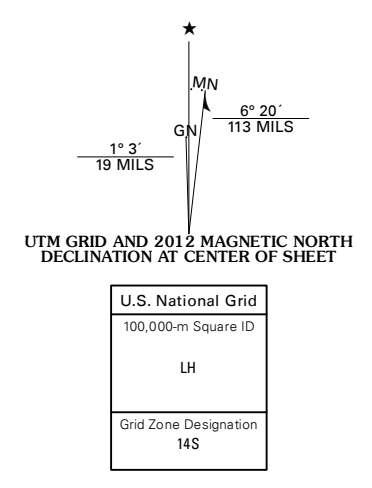 ★
MN
GN
6° 20´
113 MILS
1° 3´
19 MILS
UTM GRID AND 2012 MAGNETIC NORTH
DECLINATION AT CENTER OF SHEET
U.S. National Grid
100,000-m Square ID
LH
Grid Zone Designation
14S